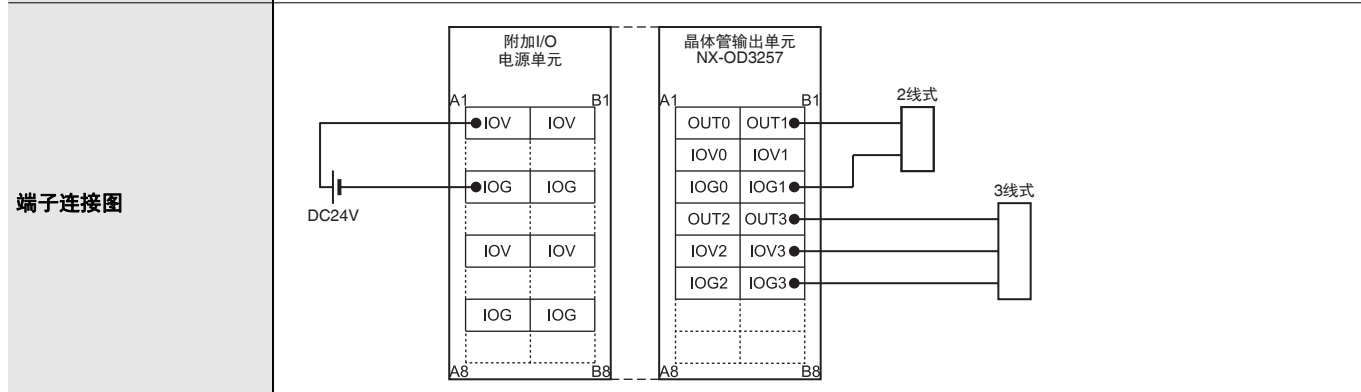 端子连接图
附加I/O
电源单元
A1
B1
IOV
IOV
IOG
IOG
IOV
IOV
IOG
IOG
A8
B8
DC24V
晶体管输出单元
NX-OD3257
A1
B1
OUT0
OUT1
IOV0
IOV1
IOG0
IOG1
OUT2
OUT3
IOV2
IOV3
IOG2
IOG3
A8
B8
2线式
3线式